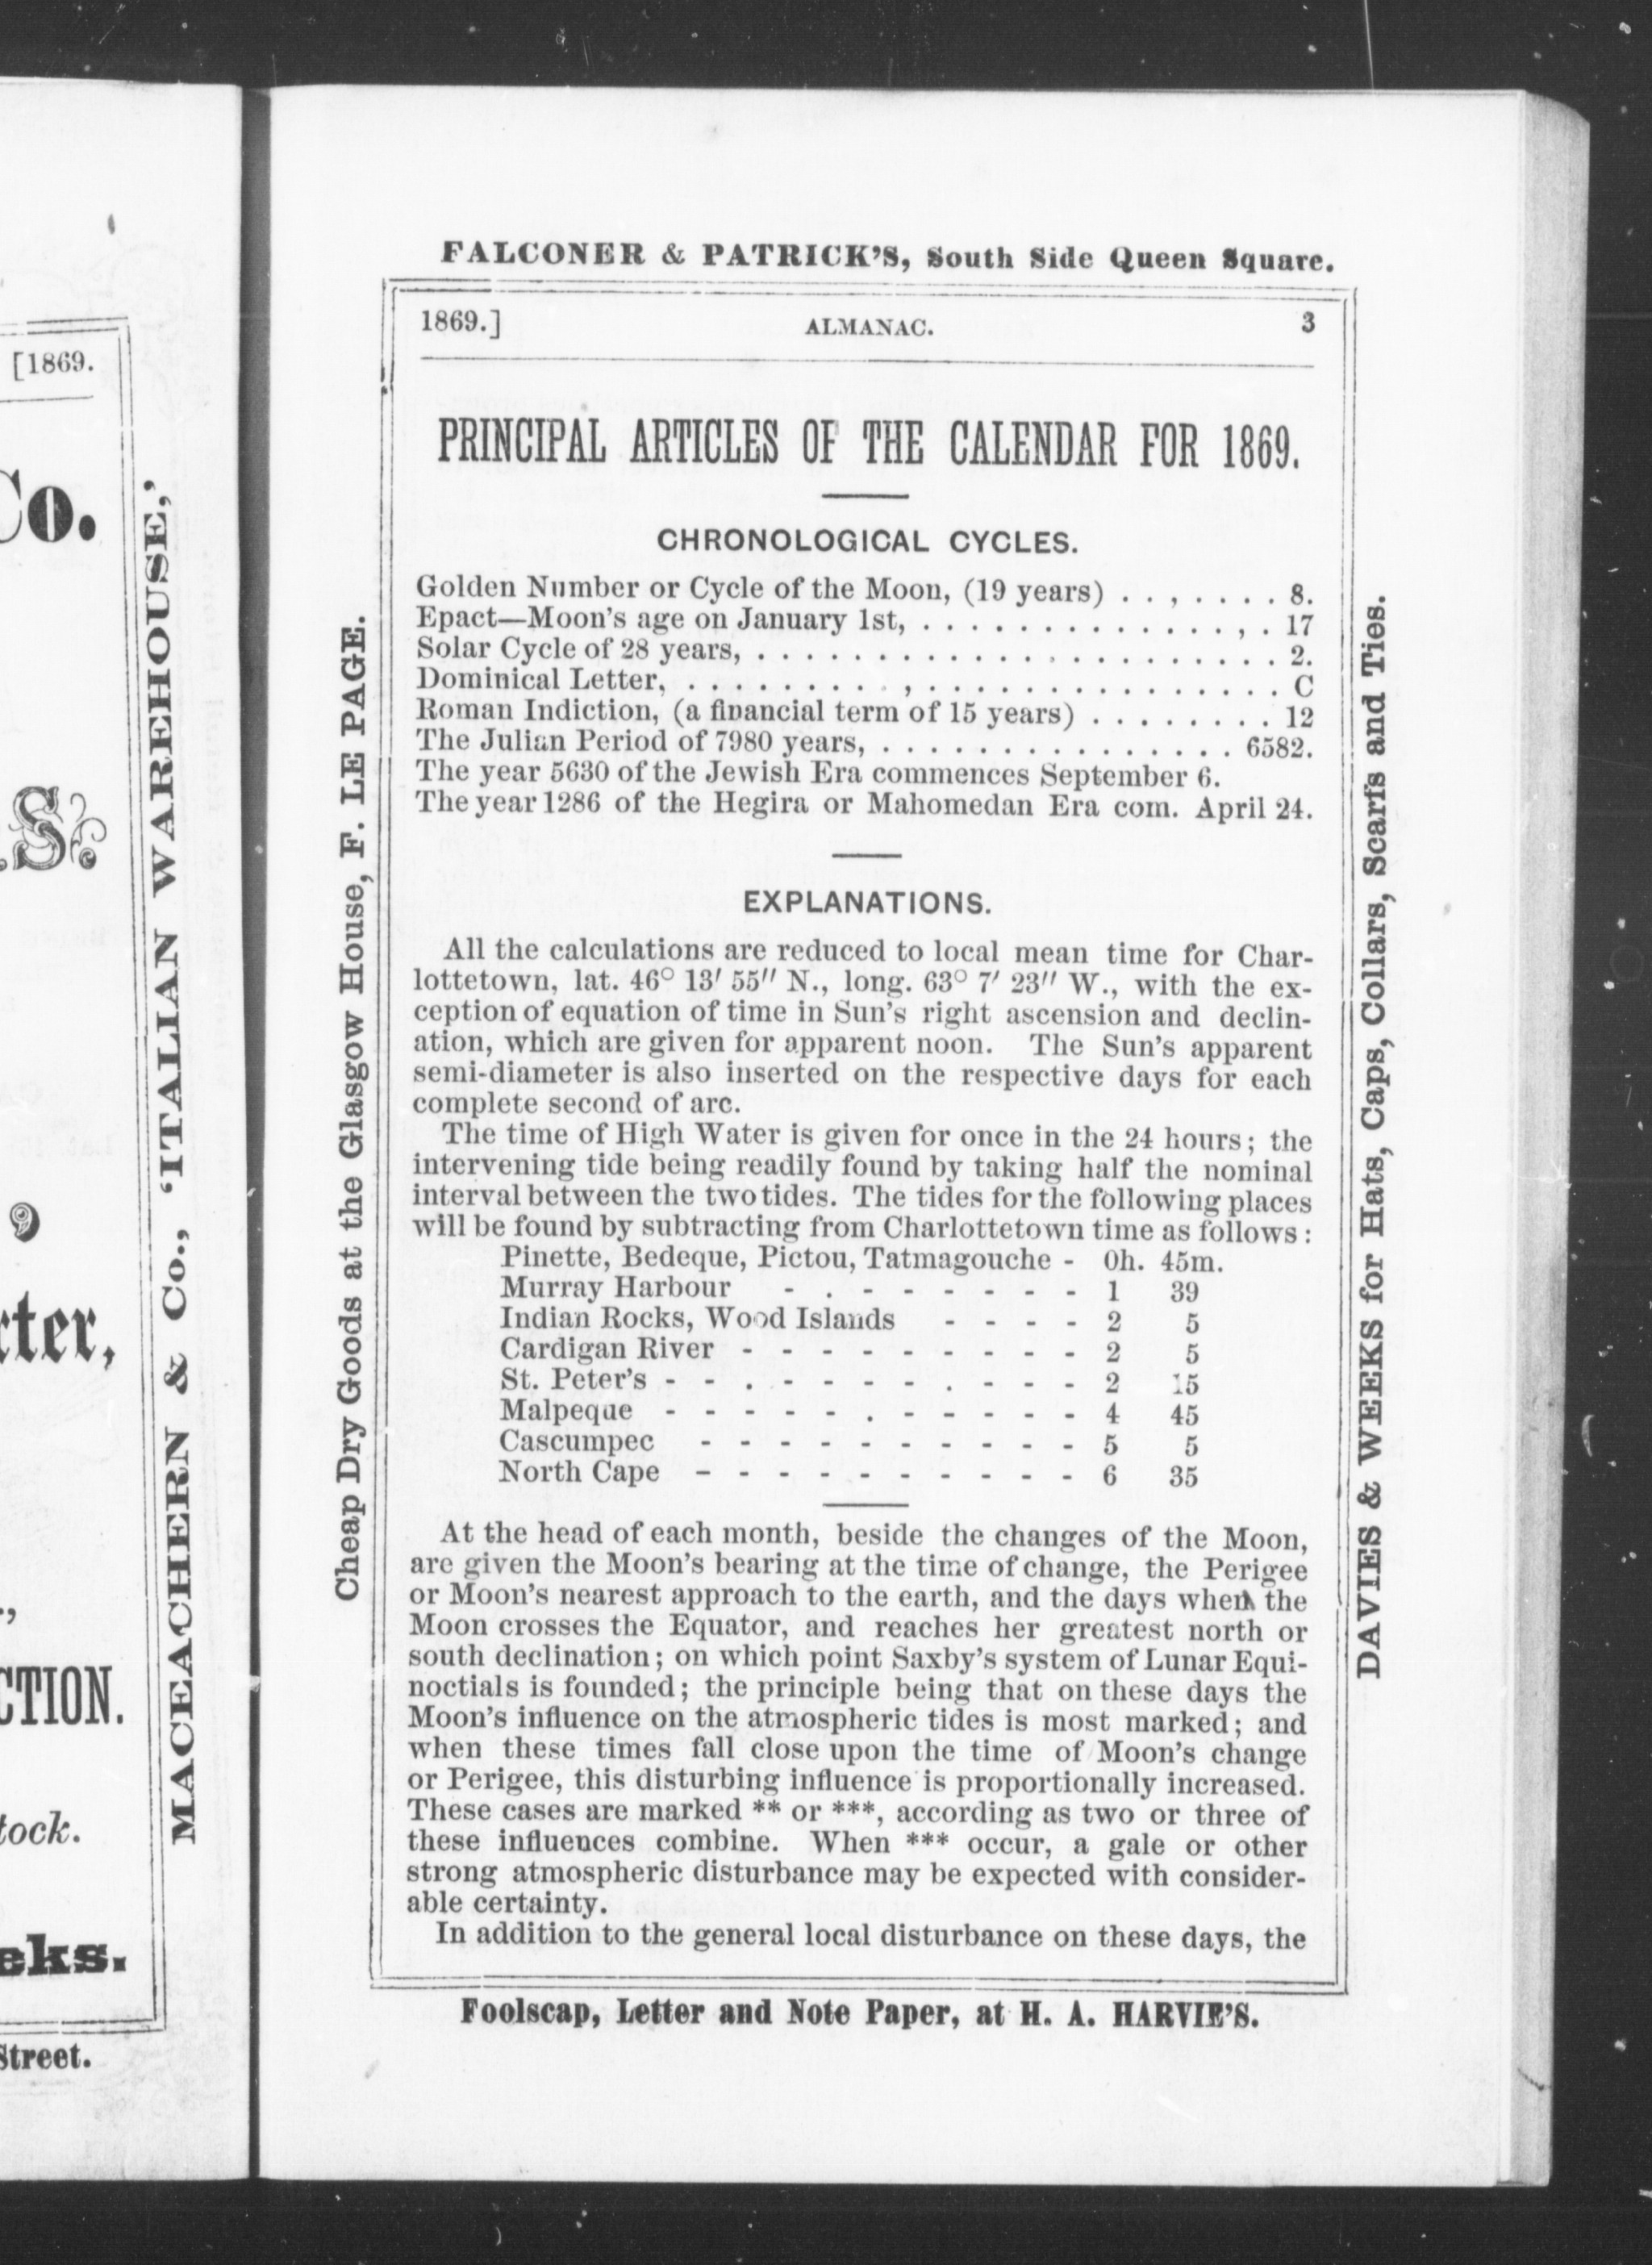 [1869.
Co.
S.
rter,
CTION.
tock.
eks.
Street.
MACEACHERN & Co., 'ITALIAN WAREHOUSE,'
FALCONER & PATRICK'S, South Side Queen Square.
Cheap Dry Goods at the Glasgow House, F. LE PAGE.
1869.] ALMANAC. 3
PRINCIPAL ARTICLES OF THE CALENDAR FOR 1869.
CHRONOLOGICAL CYCLES.
Golden Number or Cycle of the Moon, (19 years) . . , . . . . 8.
Epact—Moon's age on January 1st, . . . . . . . . . . . . . . , . 17
Solar Cycle of 28 years, . . . . . . . . . . . . . . . . . . . . . . 2.
Dominical Letter, . . . . . . . . , . . . . . . . . . . . . . . . C
Roman Indiction, (a financial term of 15 years) . . . . . . . . 12
The Julian Period of 7980 years, . . . . . . . . . . . . . . . 6582.
The year 5630 of the Jewish Era commences September 6.
The year 1286 of the Hegira or Mahomedan Era com. April 24.
EXPLANATIONS.
All the calculations are reduced to local mean time for Char-
lottetown, lat. 46° 13′ 55″ N., long. 63° 7′ 23″ W., with the ex-
ception of equation of time in Sun's right ascension and declin-
ation, which are given for apparent noon. The Sun's apparent
semi-diameter is also inserted on the respective days for each
complete second of arc.
The time of High Water is given for once in the 24 hours; the
intervening tide being readily found by taking half the nominal
interval between the two tides. The tides for the following places
will be found by subtracting from Charlottetown time as follows:
Pinette, Bedeque, Pictou, Tatmagouche - 0h. 45m.
Murray Harbour - . - - - - - - 1 39
Indian Rocks, Wood Islands - - - - 2 5
Cardigan River - - - - - - - - - 2 5
St. Peter's - - . - - - - . - - - 2 15
Malpeque - - - - - . - - - - - 4 45
Cascumpec - - - - - - - - - - 5 5
North Cape - - - - - - - - - - 6 35
At the head of each month, beside the changes of the Moon,
are given the Moon's bearing at the time of change, the Perigee
or Moon's nearest approach to the earth, and the days when the
Moon crosses the Equator, and reaches her greatest north or
south declination; on which point Saxby's system of Lunar Equi-
noctials is founded; the principle being that on these days the
Moon's influence on the atmospheric tides is most marked; and
when these times fall close upon the time of Moon's change
or Perigee, this disturbing influence is proportionally increased.
These cases are marked ** or ***, according as two or three of
these influences combine. When *** occur, a gale or other
strong atmospheric disturbance may be expected with consider-
able certainty.
In addition to the general local disturbance on these days, the
DAVIES & WEEKS for Hats, Caps, Collars, Scarfs and Ties.
Foolscap, Letter and Note Paper, at H. A. HARVIE'S.